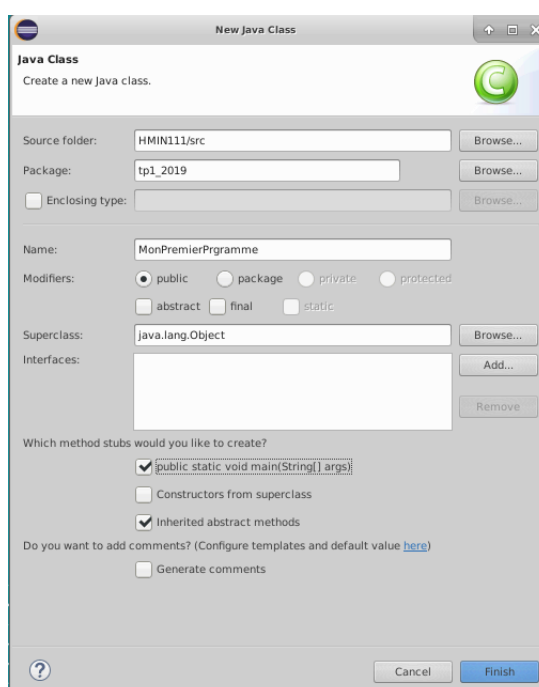 New Java Class
Java Class
Create a new Java class.
C
Source folder: HMIN111/src Browse...
Package: tp1_2019 Browse...
Enclosing type: Browse...
Name: MonPremierPrgramme
Modifiers: public package private protected
abstract final static
Superclass: java.lang.Object Browse...
Interfaces: Add...
Remove
Which method stubs would you like to create?
public static void main(String[] args)
Constructors from superclass
Inherited abstract methods
Do you want to add comments? (Configure templates and default value here)
Generate comments
? Cancel Finish